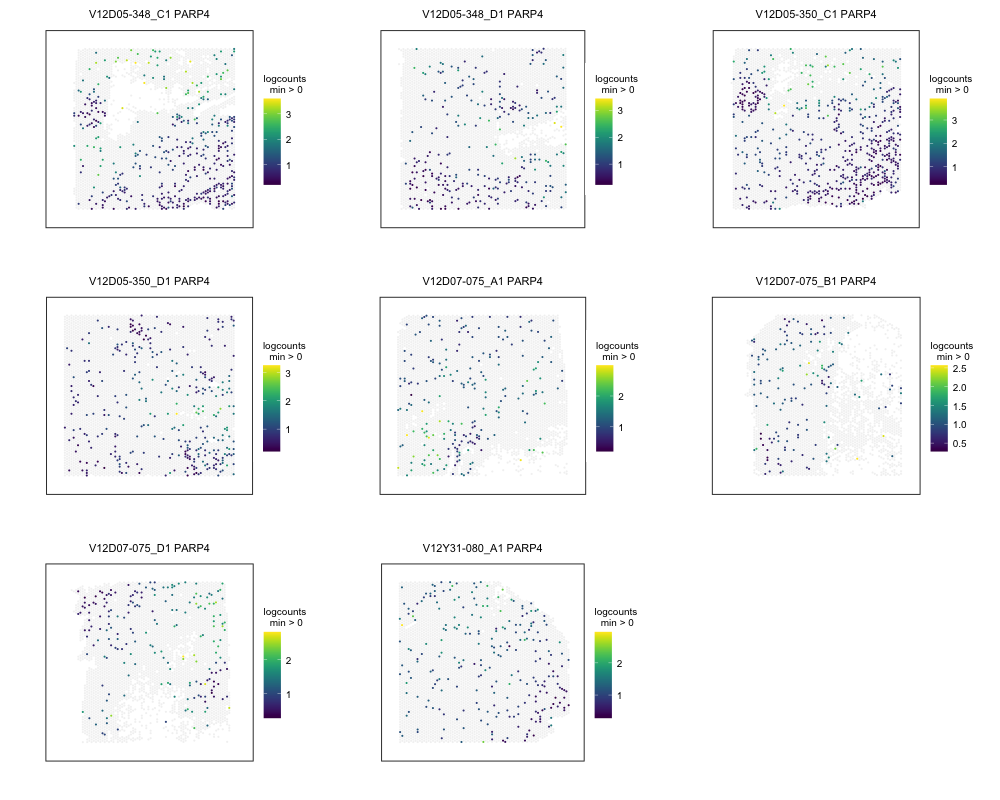 V12D05-348_C1 PARP4
logcounts
min > 0
3
2
1
V12D05-348_D1 PARP4
logcounts
min > 0
3
2
1
V12D05-350_C1 PARP4
logcounts
min > 0
3
2
1
V12D05-350_D1 PARP4
logcounts
min > 0
3
2
1
V12D07-075_A1 PARP4
logcounts
min > 0
2
1
V12D07-075_B1 PARP4
logcounts
min > 0
2.5
2.0
1.5
1.0
0.5
V12D07-075_D1 PARP4
logcounts
min > 0
2
1
V12Y31-080_A1 PARP4
logcounts
min > 0
2
1